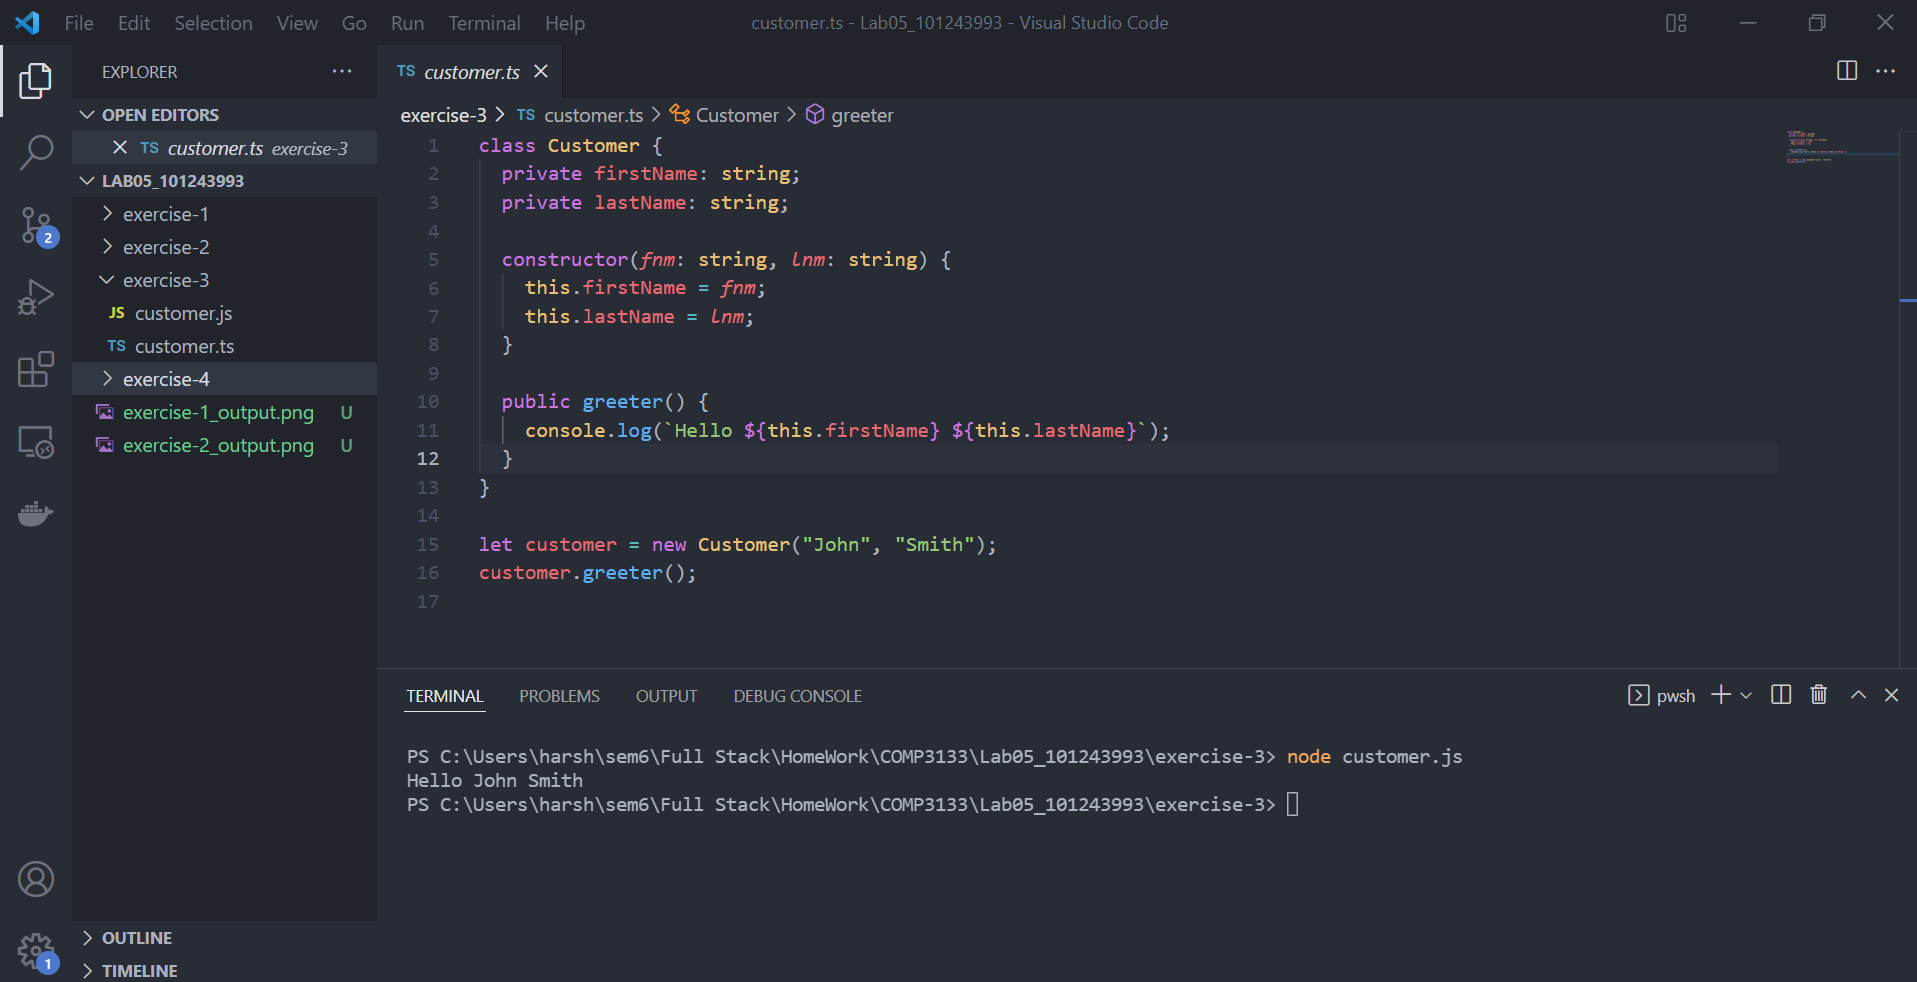 File Edit Selection View Go Run Terminal Help
customer.ts - Lab05_101243993 - Visual Studio Code
EXPLORER
OPEN EDITORS
TS customer.ts exercise-3
LAB05_101243993
exercise-1
exercise-2
exercise-3
JS customer.js
TS customer.ts
exercise-4
exercise-1_output.png U
exercise-2_output.png U
OUTLINE
TIMELINE
2
1
TS customer.ts
exercise-3 > TS customer.ts > Customer > greeter
1 class Customer {
2   private firstName: string;
3   private lastName: string;
4
5   constructor(fnm: string, lnm: string) {
6     this.firstName = fnm;
7     this.lastName = lnm;
8   }
9
10   public greeter() {
11     console.log(`Hello ${this.firstName} ${this.lastName}`);
12   }
13 }
14
15 let customer = new Customer("John", "Smith");
16 customer.greeter();
17
TERMINAL PROBLEMS OUTPUT DEBUG CONSOLE
pwsh
PS C:\Users\harsh\sem6\Full Stack\HomeWork\COMP3133\Lab05_101243993\exercise-3> node customer.js
Hello John Smith
PS C:\Users\harsh\sem6\Full Stack\HomeWork\COMP3133\Lab05_101243993\exercise-3>